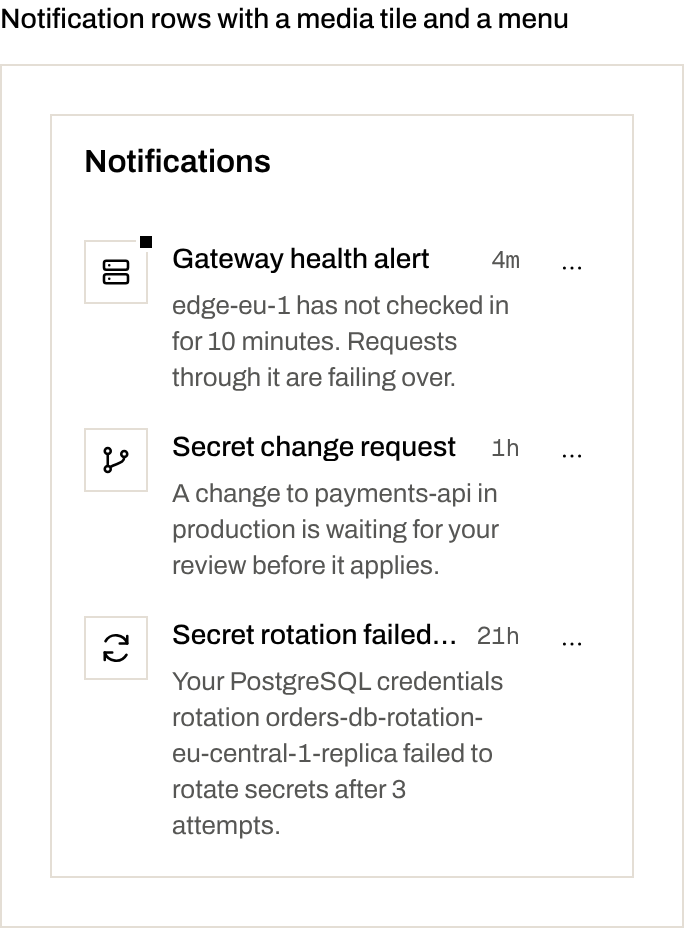 Notification rows with a media tile and a menu
Notifications
Gateway health alert 4m ...
edge-eu-1 has not checked in
for 10 minutes. Requests
through it are failing over.
Secret change request 1h ...
A change to payments-api in
production is waiting for your
review before it applies.
Secret rotation failed... 21h ...
Your PostgreSQL credentials
rotation orders-db-rotation-
eu-central-1-replica failed to
rotate secrets after 3
attempts.